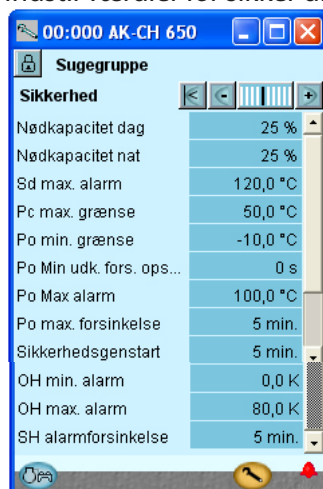 00:000 AK-CH 650
Sugegruppe
Sikkerhed
Nødkapacitet dag 25 %
Nødkapacitet nat 25 %
Sd max. alarm 120,0 °C
Pc max. grænse 50,0 °C
Po min. grænse -10,0 °C
Po Min udk. fors. ops... 0 s
Po Max alarm 100,0 °C
Po max. forsinkelse 5 min.
Sikkerhedsgenstart 5 min.
OH min. alarm 0,0 K
OH max. alarm 80,0 K
SH alarmforsinkelse 5 min.